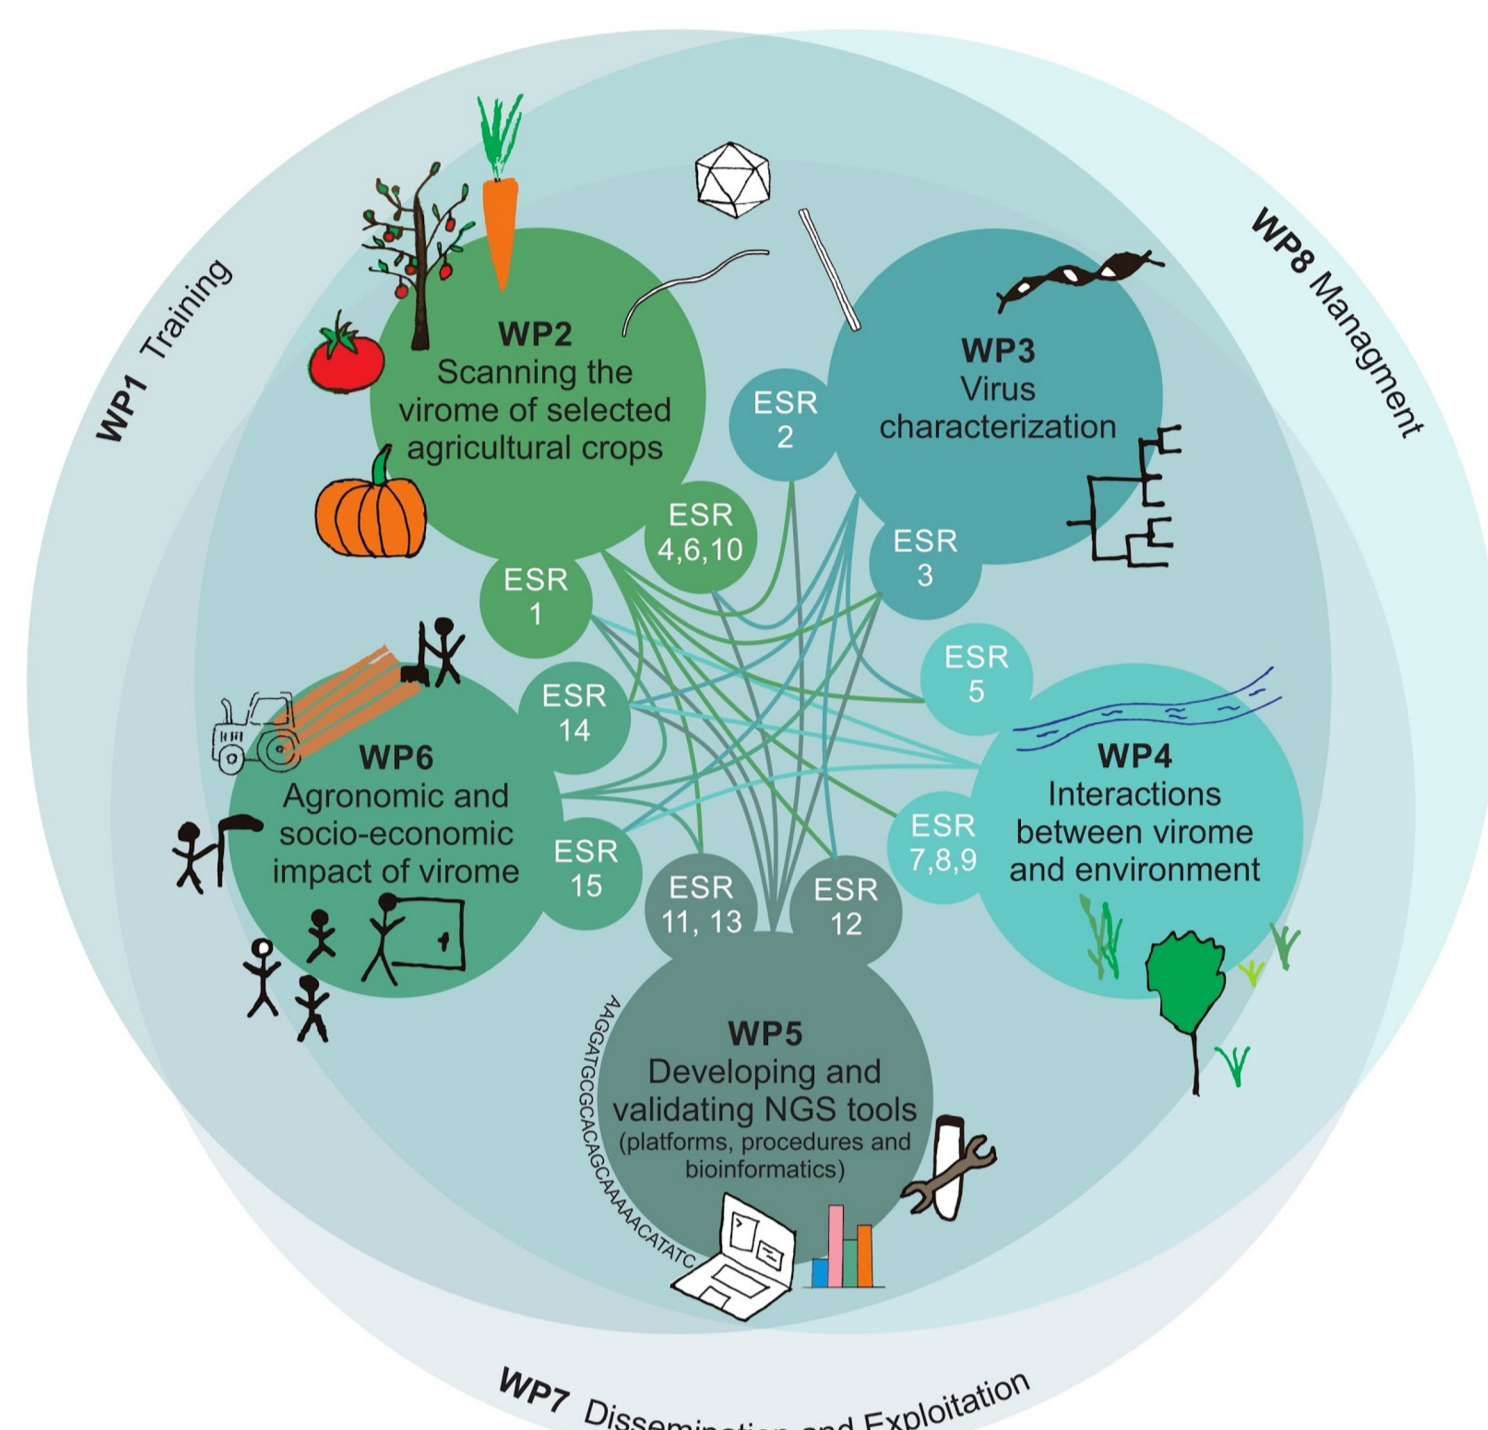 WP1 Training
WP8 Managment
WP2
Scanning the
virome of selected
agricultural crops
WP3
Virus
characterization
ESR
2
ESR
4,6,10
ESR
3
ESR
1
ESR
5
ESR
14
WP6
Agronomic and
socio-economic
impact of virome
WP4
Interactions
between virome
and environment
ESR
7,8,9
ESR
15
ESR
11, 13
ESR
12
WP5
Developing and
validating NGS tools
(platforms, procedures and
bioinformatics)
AAGGATGCGCACAGCAAAAACATATC
WP7 Dissemination and Exploitation